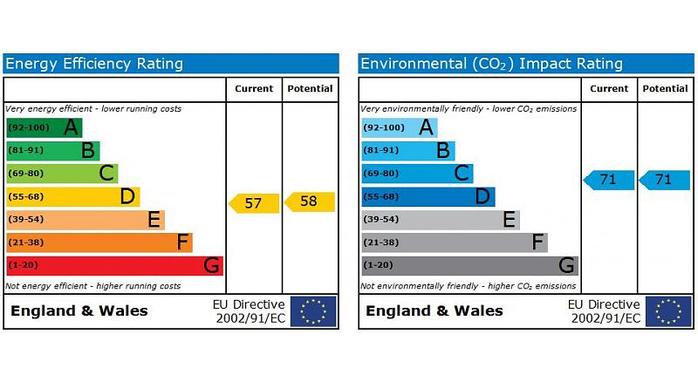 Energy Efficiency Rating
Current Potential
Very energy efficient - lower running costs
(92-100) A
(81-91) B
(69-80) C
(55-68) D
57 58
(39-54) E
(21-38) F
(1-20) G
Not energy efficient - higher running costs
England & Wales
EU Directive
2002/91/EC
Environmental (CO₂) Impact Rating
Current Potential
Very environmentally friendly - lower CO₂ emissions
(92-100) A
(81-91) B
(69-80) C
71 71
(55-68) D
(39-54) E
(21-38) F
(1-20) G
Not environmentally friendly - higher CO₂ emissions
England & Wales
EU Directive
2002/91/EC